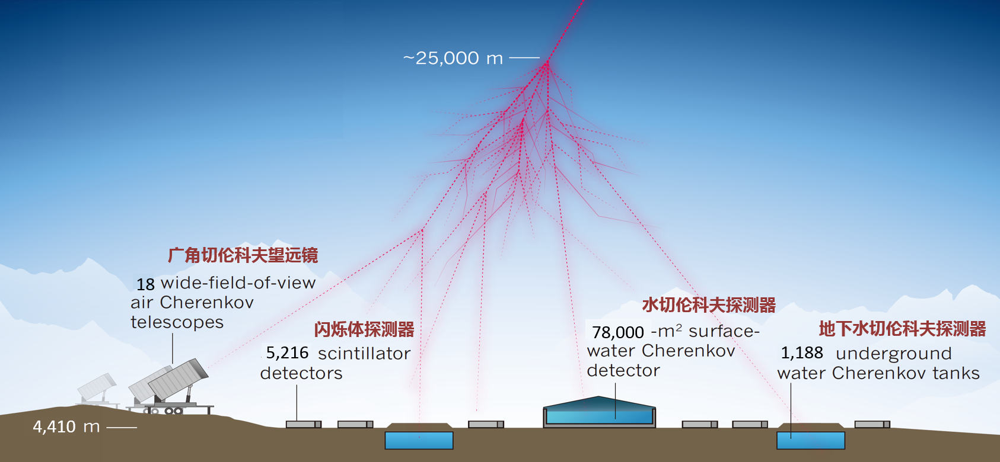 ~25,000 m
广角切伦科夫望远镜
18 wide-field-of-view
air Cherenkov
telescopes
闪烁体探测器
5,216 scintillator
detectors
水切伦科夫探测器
78,000 -m² surface-
water Cherenkov
detector
地下水切伦科夫探测器
1,188 underground
water Cherenkov tanks
4,410 m